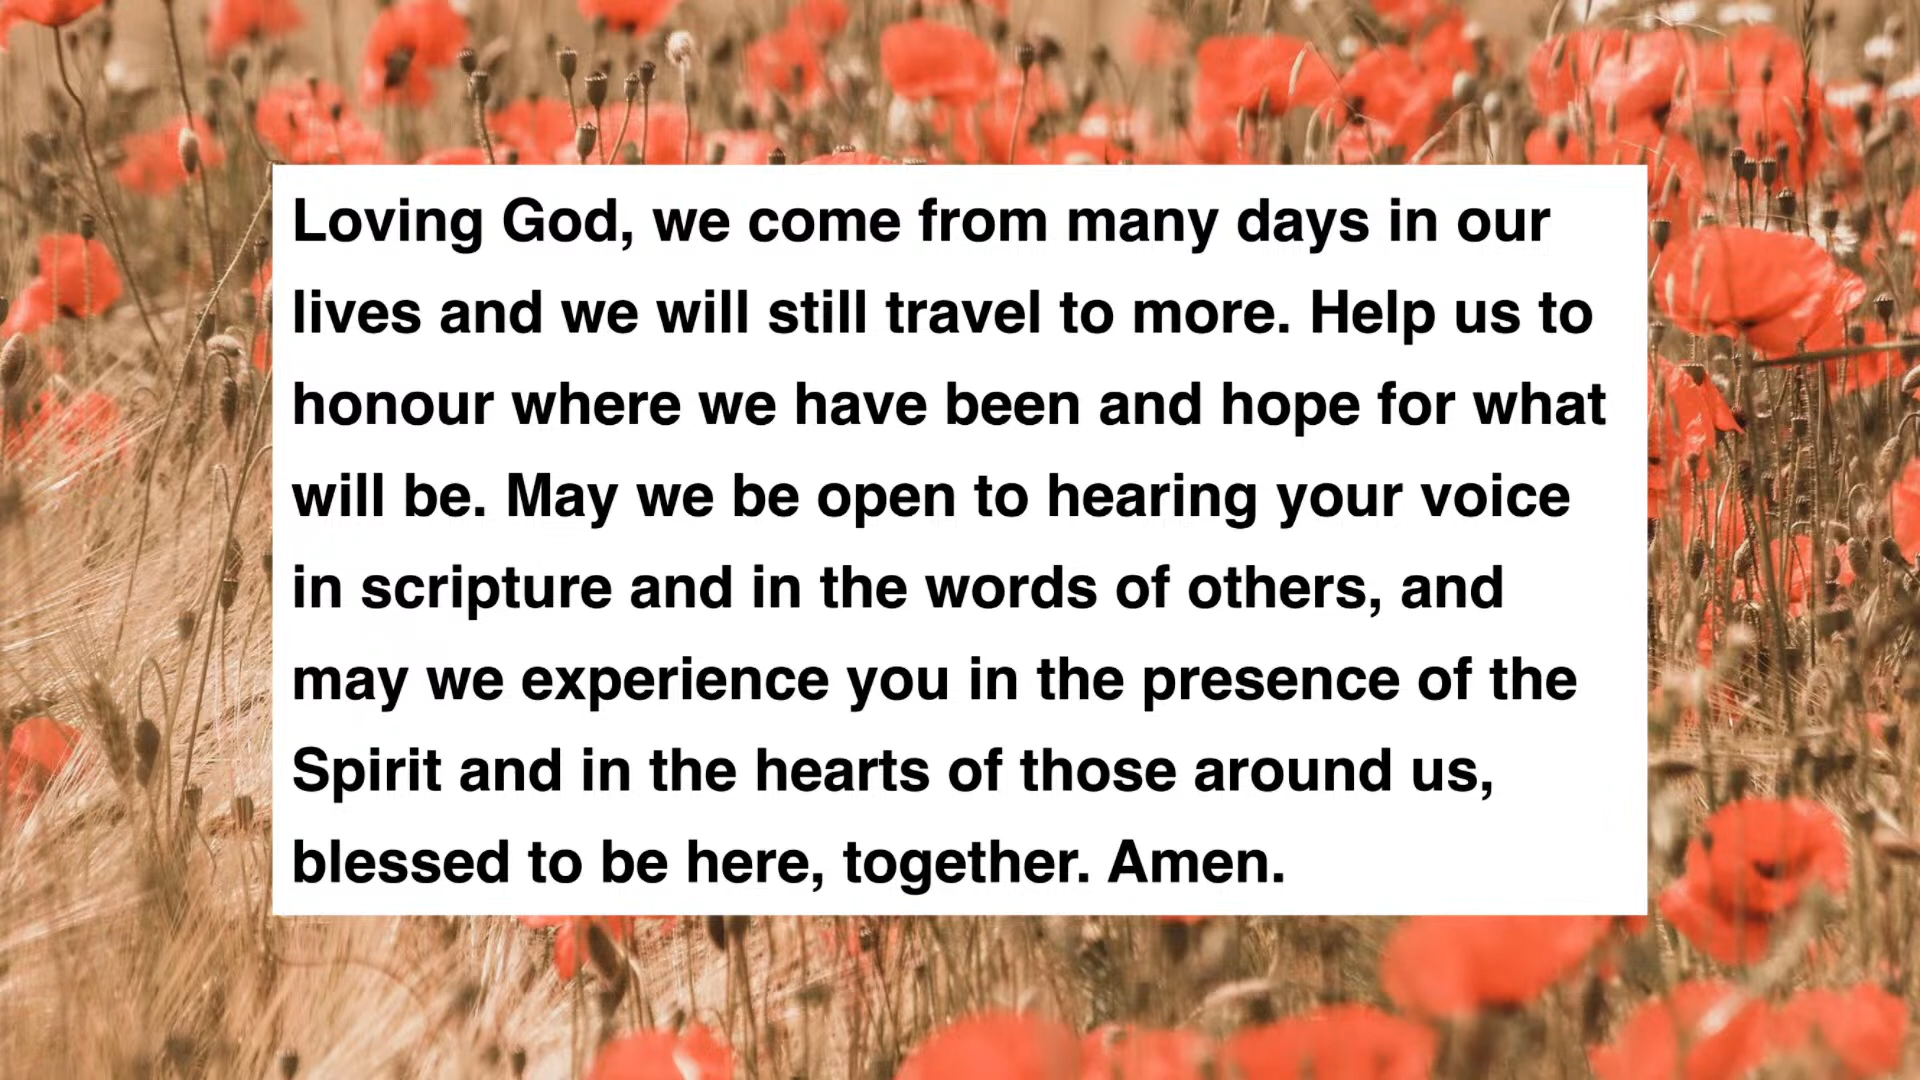 Loving God, we come from many days in our
lives and we will still travel to more. Help us to
honour where we have been and hope for what
will be. May we be open to hearing your voice
in scripture and in the words of others, and
may we experience you in the presence of the
Spirit and in the hearts of those around us,
blessed to be here, together. Amen.